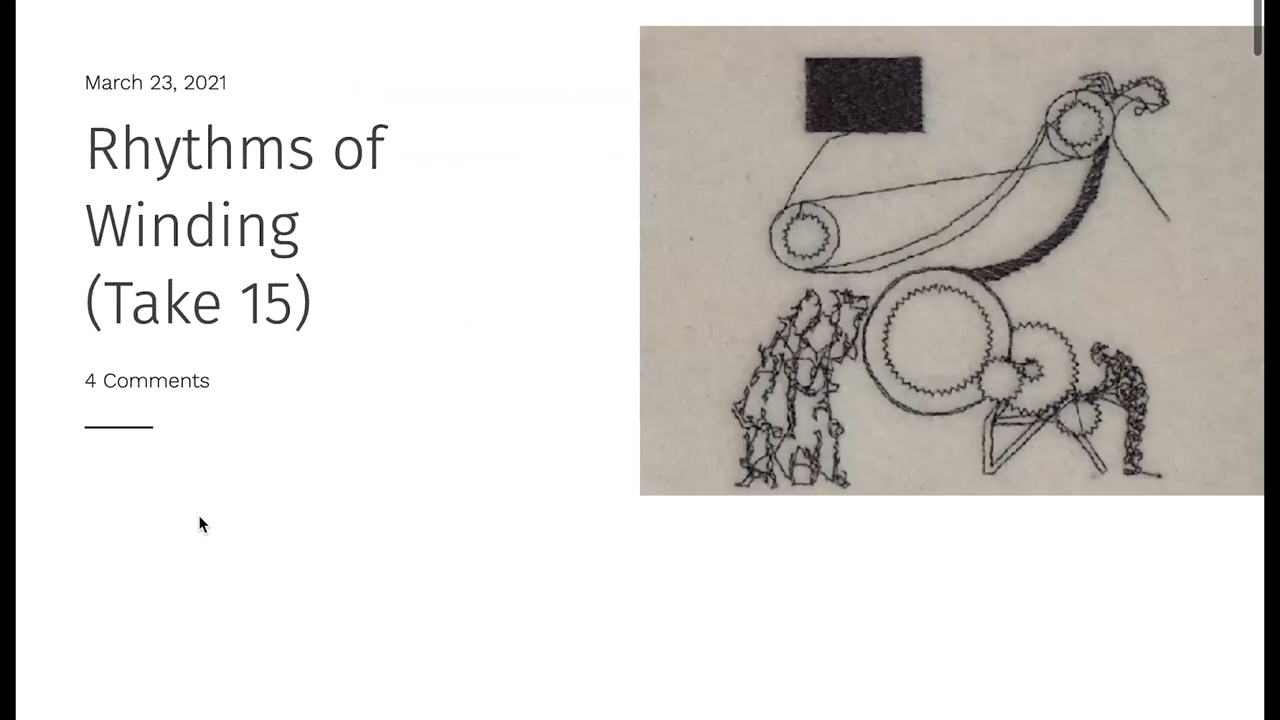 March 23, 2021
Rhythms of
Winding
(Take 15)
4 Comments